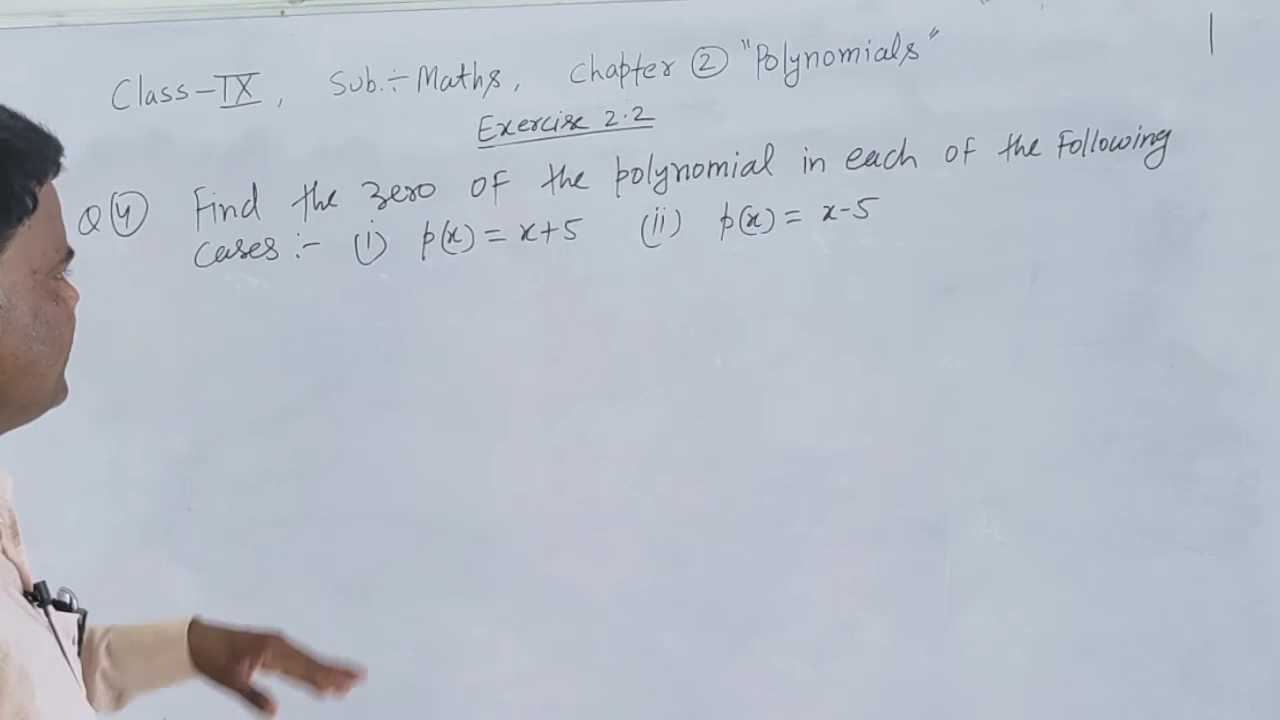 Class-IX, Sub.÷ Maths, Chapter ② "Polynomials"
Exercise 2.2
Q④ Find the zero of the polynomial in each of the Following
cases:- (i) p(x) = x+5 (ii) p(x) = x-5